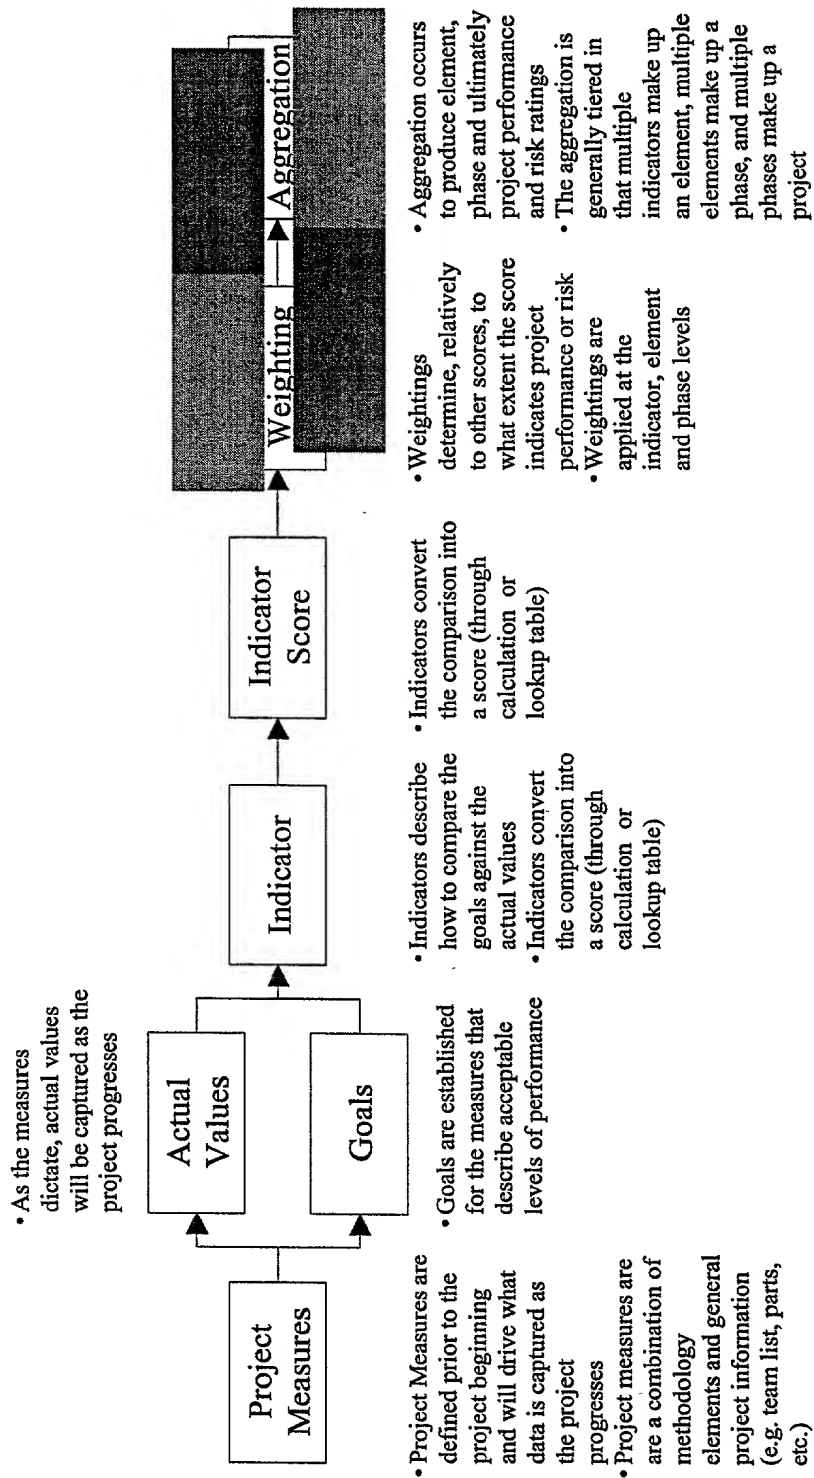 • As the measures
dictate, actual values
will be captured as the
project progresses
Project
Measures
Actual
Values
Goals
Indicator
Indicator
Score
Weighting
Aggregation
• Project Measures are
defined prior to the
project beginning
and will drive what
data is captured as
the project
progresses
• Project measures are
are a combination of
methodology
elements and general
project information
(e.g. team list, parts,
etc.)
• Goals are established
for the measures that
describe acceptable
levels of performance
• Indicators describe
how to compare the
goals against the
actual values
• Indicators convert
the comparison into
a score (through
calculation or
lookup table)
• Indicators convert
the comparison into
a score (through
calculation or
lookup table)
• Weightings
determine, relatively
to other scores, to
what extent the score
indicates project
performance or risk
• Weightings are
applied at the
indicator, element
and phase levels
• Aggregation occurs
to produce element,
phase and ultimately
project performance
and risk ratings
• The aggregation is
generally tiered in
that multiple
indicators make up
an element, multiple
elements make up a
phase, and multiple
phases make up a
project